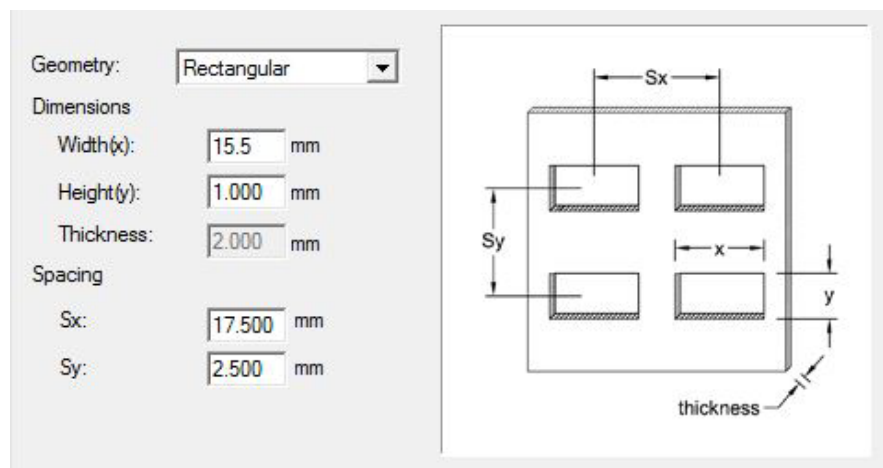 Geometry: Rectangular
Dimensions
Width(x): 15.5 mm
Height(y): 1.000 mm
Thickness: 2.000 mm
Spacing
Sx: 17.500 mm
Sy: 2.500 mm
Sx
Sy
x
y
thickness